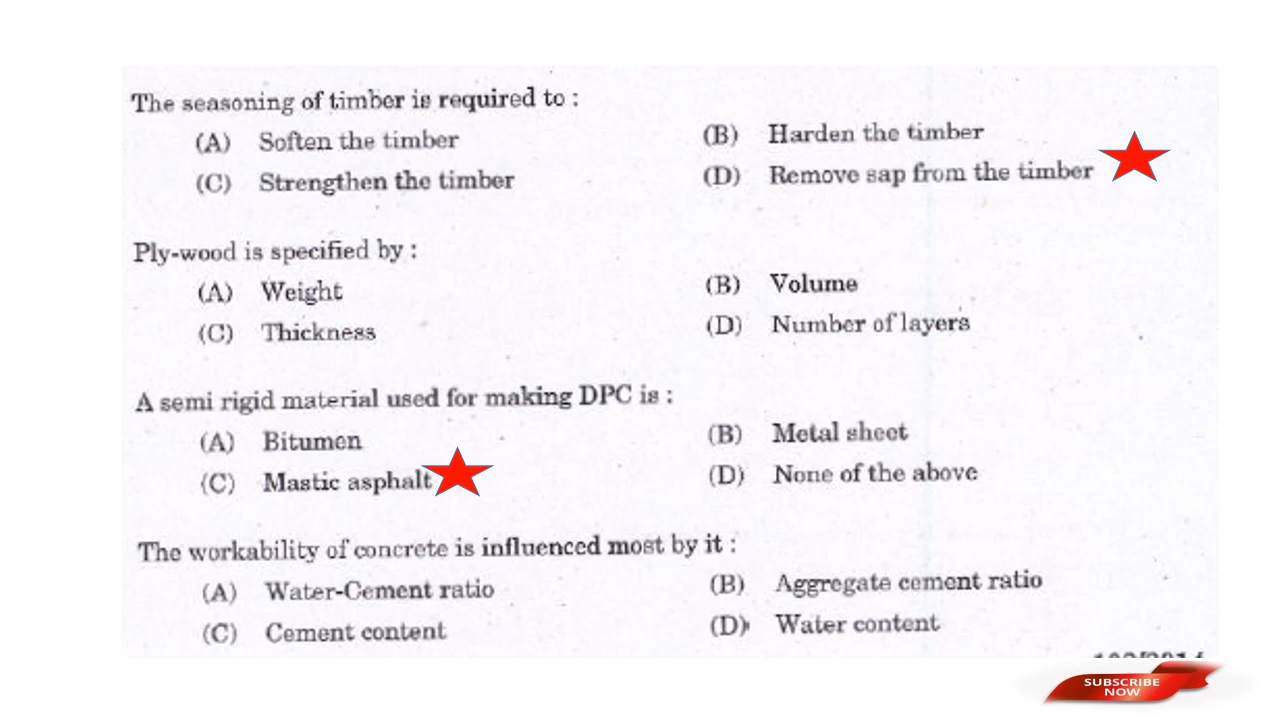 The seasoning of timber is required to :
(A) Soften the timber (B) Harden the timber
(C) Strengthen the timber (D) Remove sap from the timber
Ply-wood is specified by :
(A) Weight (B) Volume
(C) Thickness (D) Number of layers
A semi rigid material used for making DPC is :
(A) Bitumen (B) Metal sheet
(C) Mastic asphalt (D) None of the above
The workability of concrete is influenced most by it :
(A) Water-Cement ratio (B) Aggregate cement ratio
(C) Cement content (D) Water content
SUBSCRIBE
NOW